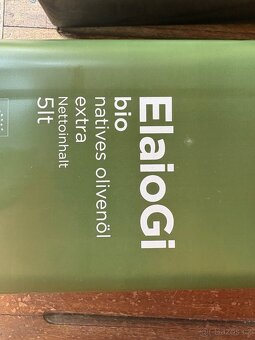 ElaioGi
bio
natives olivenöl
extra
Nettoinhalt
5lt